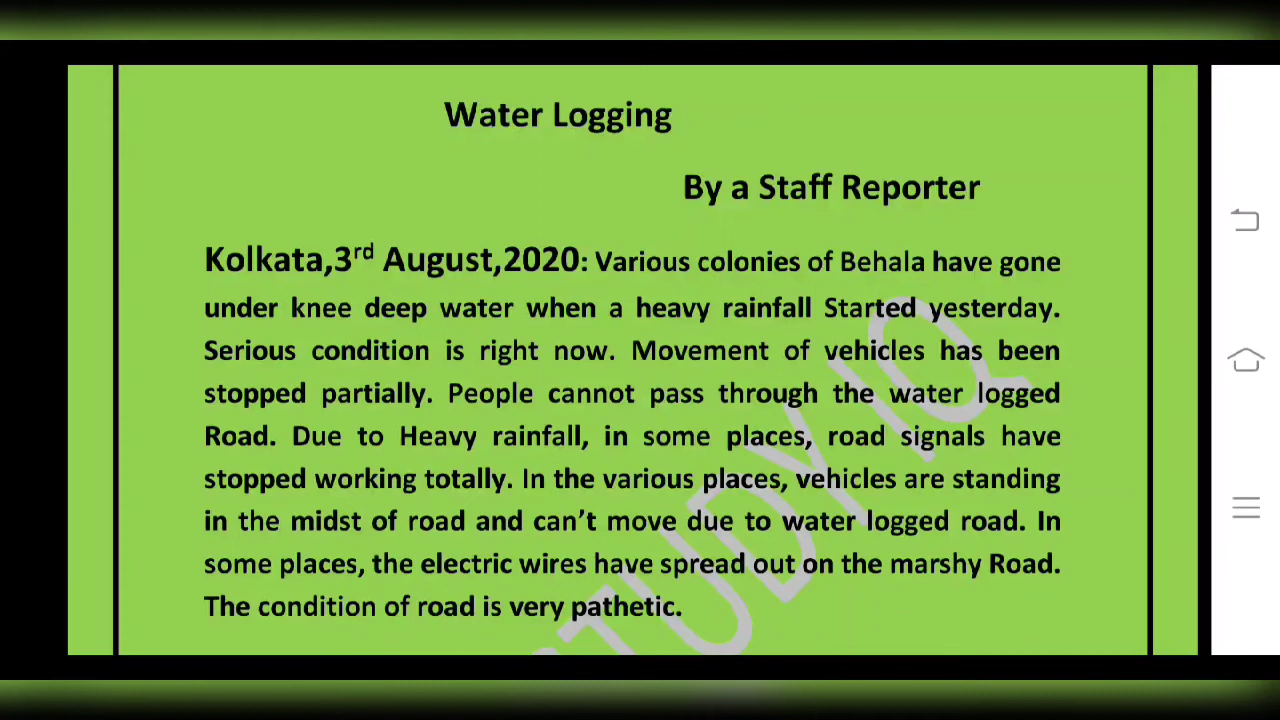 Water Logging
By a Staff Reporter
Kolkata,3rd August,2020: Various colonies of Behala have gone
under knee deep water when a heavy rainfall Started yesterday.
Serious condition is right now. Movement of vehicles has been
stopped partially. People cannot pass through the water logged
Road. Due to Heavy rainfall, in some places, road signals have
stopped working totally. In the various places, vehicles are standing
in the midst of road and can’t move due to water logged road. In
some places, the electric wires have spread out on the marshy Road.
The condition of road is very pathetic.
STUDY IQ